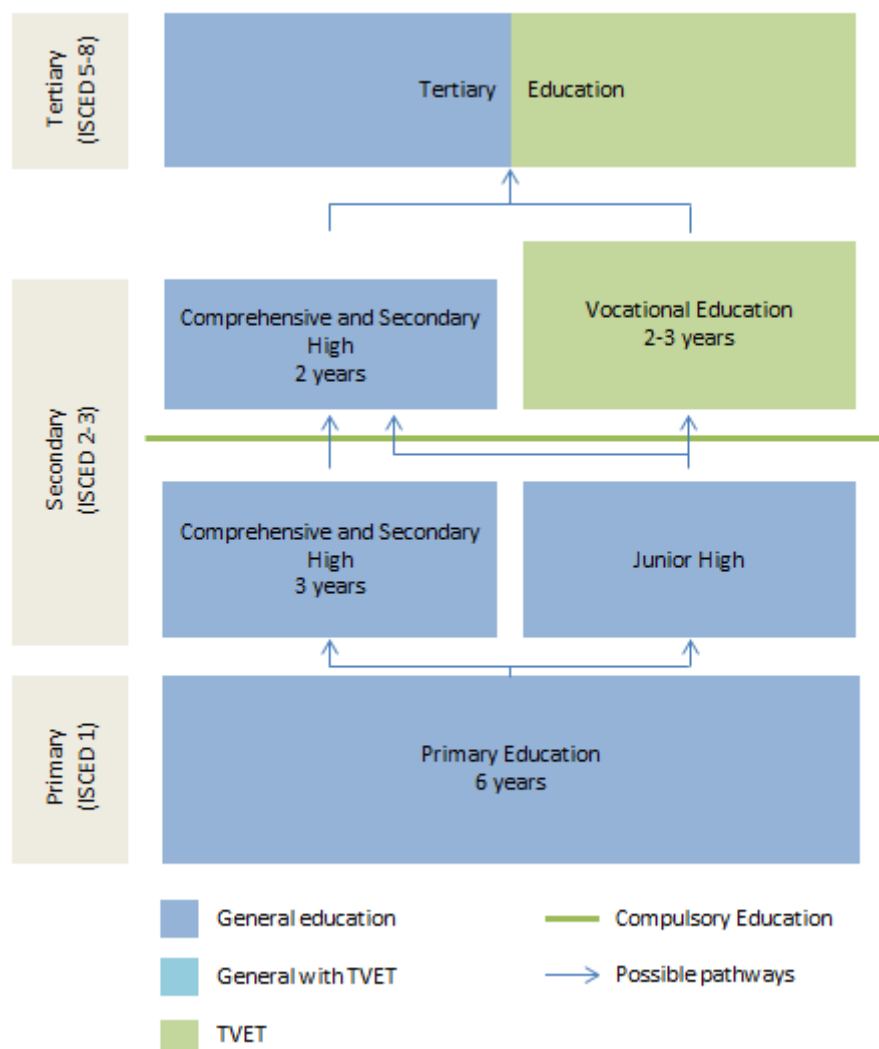 Tertiary
(ISCED 5-8)
Tertiary Education
Secondary
(ISCED 2-3)
Comprehensive and Secondary
High
2 years
Vocational Education
2-3 years
Comprehensive and Secondary
High
3 years
Junior High
Primary
(ISCED 1)
Primary Education
6 years
General education
Compulsory Education
General with TVET
Possible pathways
TVET